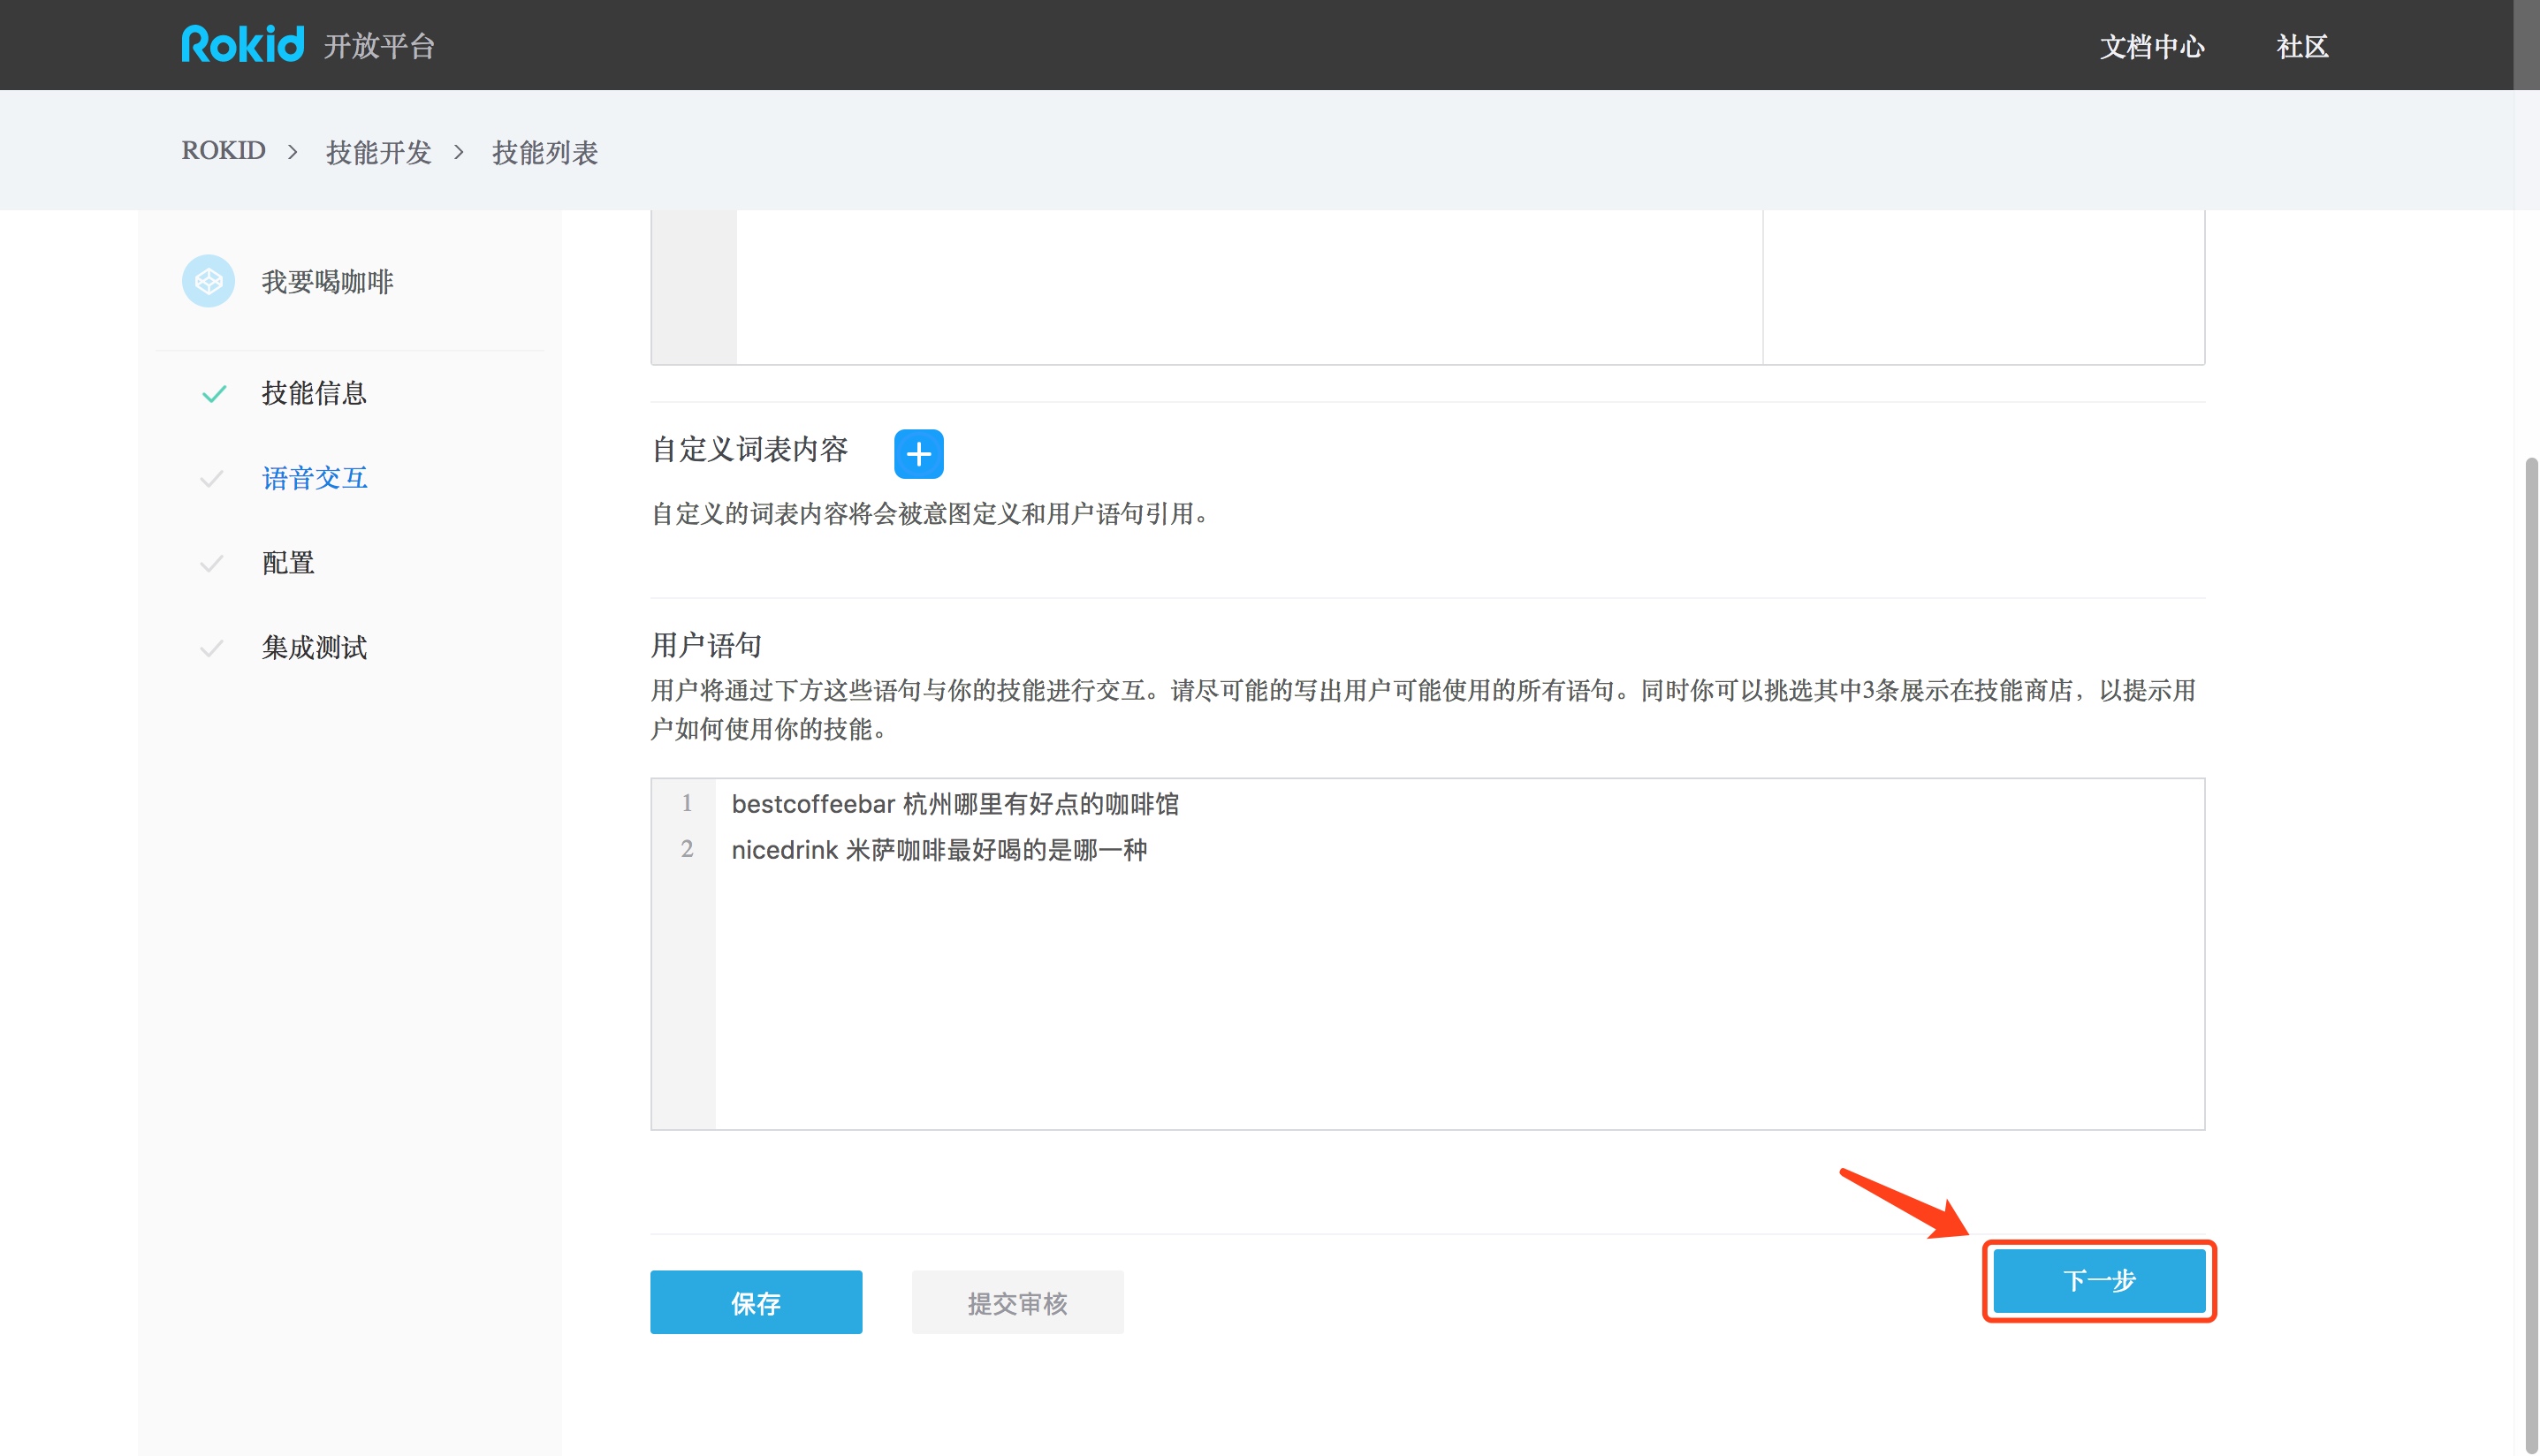 Rokid 开放平台
文档中心
社区
ROKID > 技能开发 > 技能列表
我要喝咖啡
技能信息
语音交互
配置
集成测试
自定义词表内容
自定义的词表内容将会被意图定义和用户语句引用。
用户语句
用户将通过下方这些语句与你的技能进行交互。请尽可能的写出用户可能使用的所有语句。同时你可以挑选其中3条展示在技能商店，以提示用
户如何使用你的技能。
1 bestcoffeebar 杭州哪里有好点的咖啡馆
2 nicedrink 米萨咖啡最好喝的是哪一种
保存
提交审核
下一步